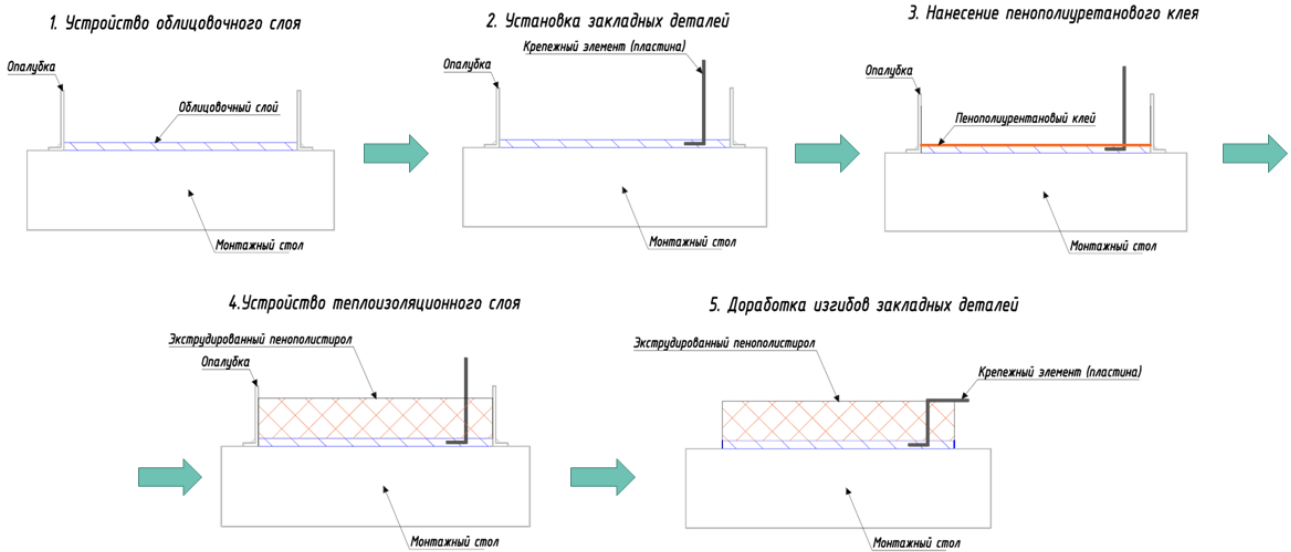 1. Устройство облицовочного слоя
Опалубка
Облицовочный слой
Монтажный стол
2. Установка закладных деталей
Крепежный элемент (пластина)
Опалубка
Монтажный стол
3. Нанесение пенополиуретанового клея
Опалубка
Пенополиурентановый клей
Монтажный стол
4.Устройство теплоизоляционного слоя
Экструдированный пенополистирол
Опалубка
Монтажный стол
5. Доработка изгибов закладных деталей
Экструдированный пенополистирол
Крепежный элемент (пластина)
Монтажный стол